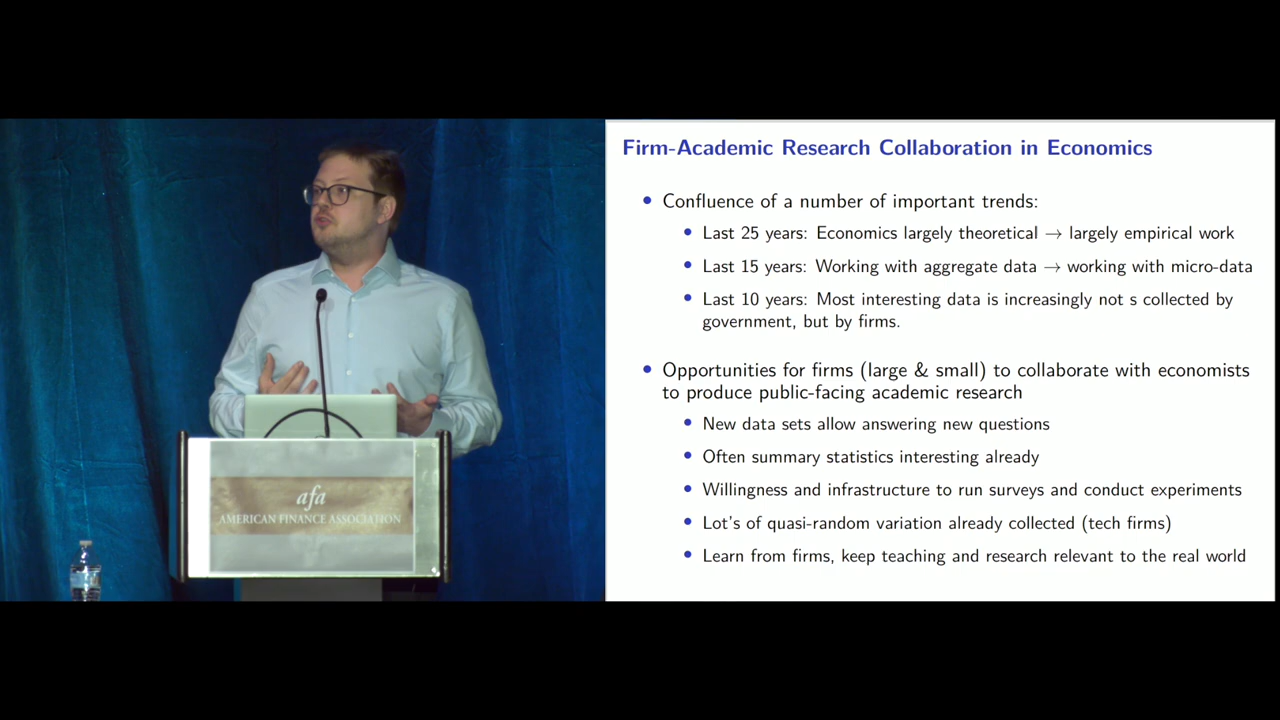 Firm-Academic Research Collaboration in Economics
• Confluence of a number of important trends:
• Last 25 years: Economics largely theoretical → largely empirical work
• Last 15 years: Working with aggregate data → working with micro-data
• Last 10 years: Most interesting data is increasingly not s collected by
government, but by firms.
• Opportunities for firms (large & small) to collaborate with economists
to produce public-facing academic research
• New data sets allow answering new questions
• Often summary statistics interesting already
• Willingness and infrastructure to run surveys and conduct experiments
• Lot's of quasi-random variation already collected (tech firms)
• Learn from firms, keep teaching and research relevant to the real world
afa
AMERICAN FINANCE ASSOCIATION